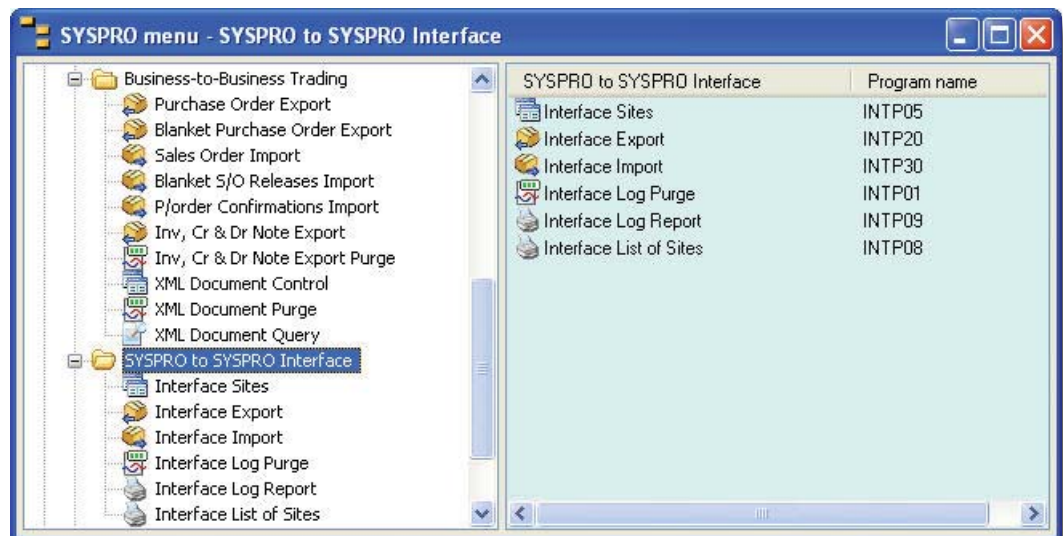 SYSPRO menu - SYSPRO to SYSPRO Interface
Business-to-Business Trading
Purchase Order Export
Blanket Purchase Order Export
Sales Order Import
Blanket S/O Releases Import
P/order Confirmations Import
Inv, Cr & Dr Note Export
Inv, Cr & Dr Note Export Purge
XML Document Control
XML Document Purge
XML Document Query
SYSPRO to SYSPRO Interface
Interface Sites
Interface Export
Interface Import
Interface Log Purge
Interface Log Report
Interface List of Sites
SYSPRO to SYSPRO Interface Program name
Interface Sites INTP05
Interface Export INTP20
Interface Import INTP30
Interface Log Purge INTP01
Interface Log Report INTP09
Interface List of Sites INTP08